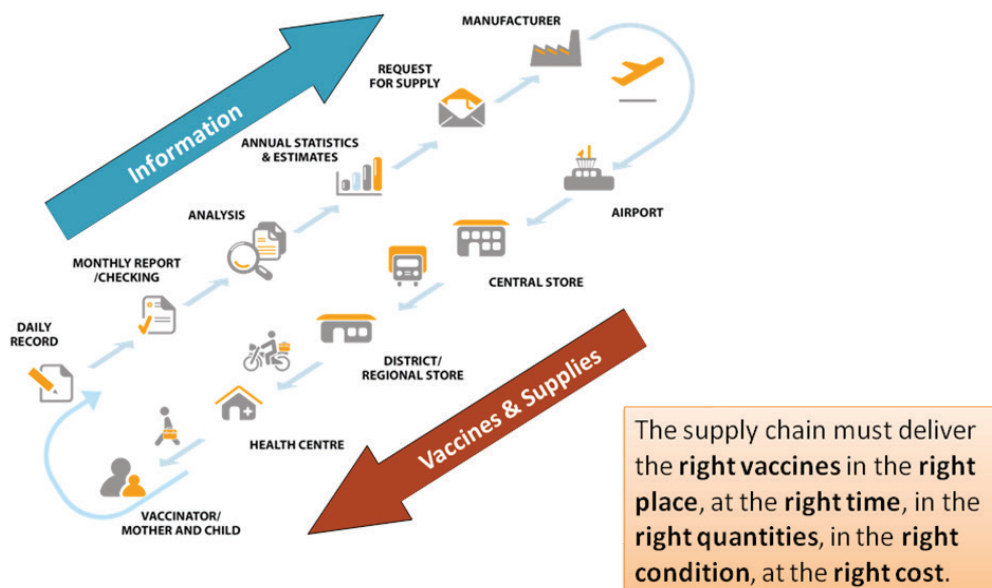 MANUFACTURER
REQUEST
FOR SUPPLY
Information
ANNUAL STATISTICS
& ESTIMATES
ANALYSIS
AIRPORT
MONTHLY REPORT
/CHECKING
CENTRAL STORE
DAILY
RECORD
DISTRICT/
REGIONAL STORE
Vaccines & Supplies
HEALTH CENTRE
VACCINATOR/
MOTHER AND CHILD
The supply chain must deliver
the right vaccines in the right
place, at the right time, in the
right quantities, in the right
condition, at the right cost.